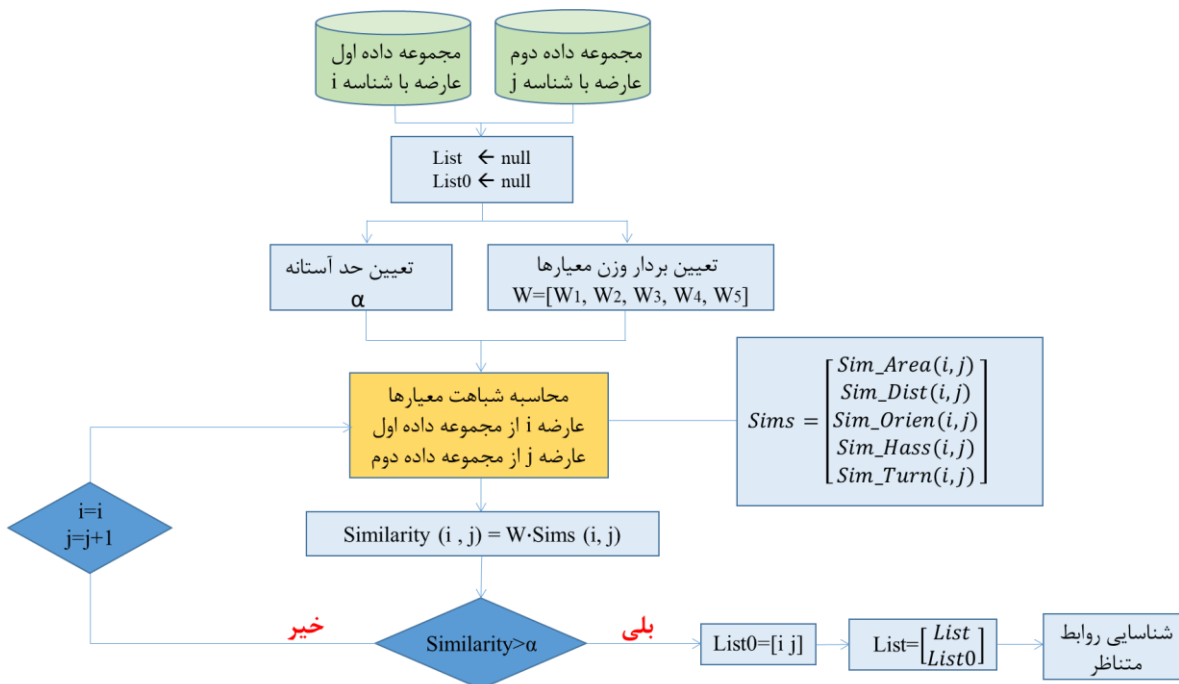 مجموعه داده اول
عارضه با شناسه i
مجموعه داده دوم
عارضه با شناسه j
List ← null
List0 ← null
تعیین حد آستانه
α
تعیین بردار وزن معیارها
W=[W1, W2, W3, W4, W5]
محاسبه شباهت معیارها
عارضه i از مجموعه داده اول
عارضه j از مجموعه داده دوم
Sims = [Sim_Area(i, j)
Sim_Dist(i, j)
Sim_Orien(i, j)
Sim_Hass(i, j)
Sim_Turn(i, j)]
i=i
j=j+1
Similarity (i , j) = W·Sims (i, j)
خیر
Similarity>α
بلی
List0=[i j]
List=[List
List0]
شناسایی روابط
متناظر